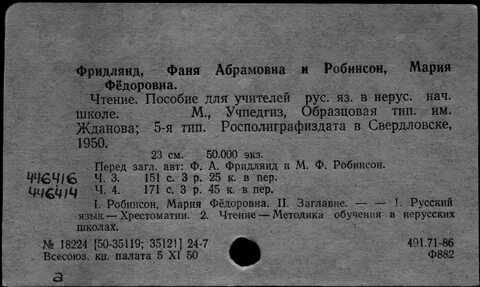 Фридлянд, Фаня Абрамовна и Робинсон, Мария
Фёдоровна.
Чтение. Пособие для учителей рус. яз. в нерус. нач.
школе. М., Учпедгиз, Образцовая тип. им.
Жданова; 5-я тип. Росполиграфиздата в Свердловске,
1950.
23 см. 50.000 экз.
Перед загл. авт: Ф. А. Фридлянд и М. Ф. Робинсон.
446416 Ч. 3. 151 с. 3 р. 25 к. в пер.
446414 Ч. 4. 171 с. 3 р. 45 к. в пер.
I. Робинсон, Мария Фёдоровна. II. Заглавие. — — 1. Русский
язык — Хрестоматии. 2. Чтение — Методика обучения в нерусских
школах.
№ 18224 [50-35119; 35121] 24-7 491.71-86
Всесоюз. кн. палата 5 XI 50 Ф882
а